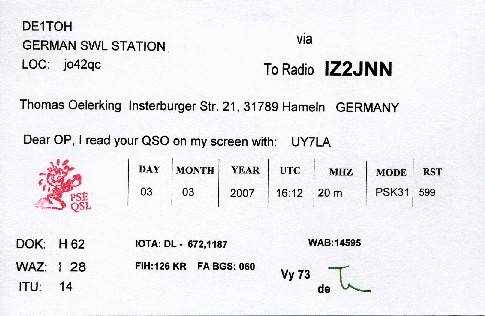 DE1TOH
GERMAN SWL STATION
via
LOC: jo42qc
To Radio IZ2JNN
Thomas Oelerking Insterburger Str. 21, 31789 Hameln GERMANY
Dear OP, I read your QSO on my screen with: UY7LA
DAY MONTH YEAR UTC MHZ MODE RST
03 03 2007 16:12 20 m PSK31 599
PSE
QSL
DOK: H 62 IOTA: DL - 672,1187 WAB:14595
WAZ: I 28 FIH:126 KR FA BGS: 060
Vy 73
ITU: 14
de